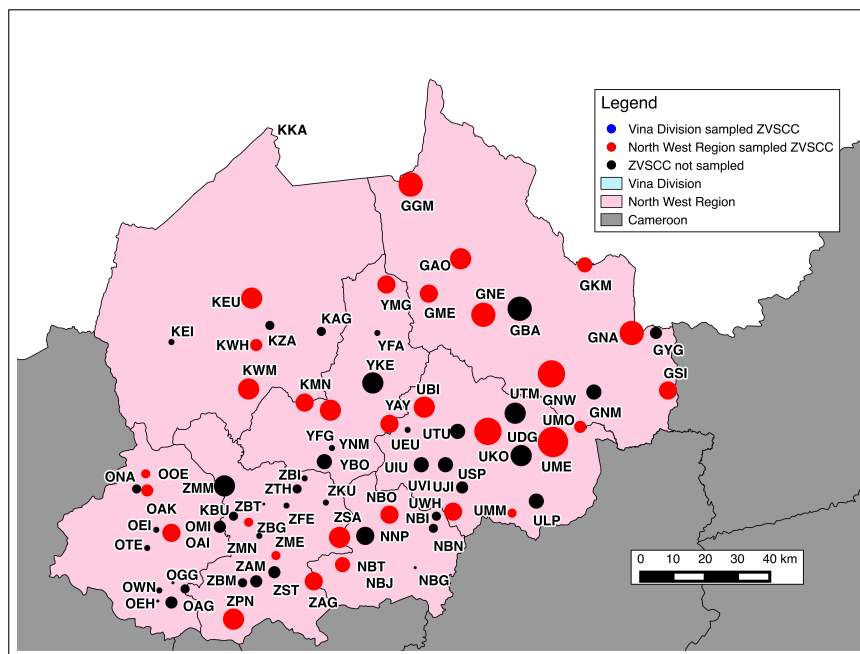 KKA
Legend
Vina Division sampled ZVSCC
North West Region sampled ZVSCC
ZVSCC not sampled
Vina Division
North West Region
Cameroon
GGM
GAO
GKM
KEU
YMG
GME
GNE
GBA
KEI
KZA
KAG
KWH
YFA
GNA
GYG
KWM
YKE
GSI
KMN
UBI
UTM
GNW
GNM
YAY
UMO
YFG
YNM
UEU
UTU
UDG
UKO
UME
YBO
UIU
USP
OOE
ONA
ZMM
ZBI
ZTH
ZKU
UVI
UJI
OAK
KBU
ZBT
NBO
UWH
UMM
ULP
OEI
OMI
ZBG
ZFE
ZSA
NBI
OTE
OAI
ZMN
ZME
NNP
NBN
OGG
ZAM
NBT
OWN
ZBM
ZST
NBJ
NBG
OEH
OAG
ZPN
ZAG
0 10 20 30 40 km